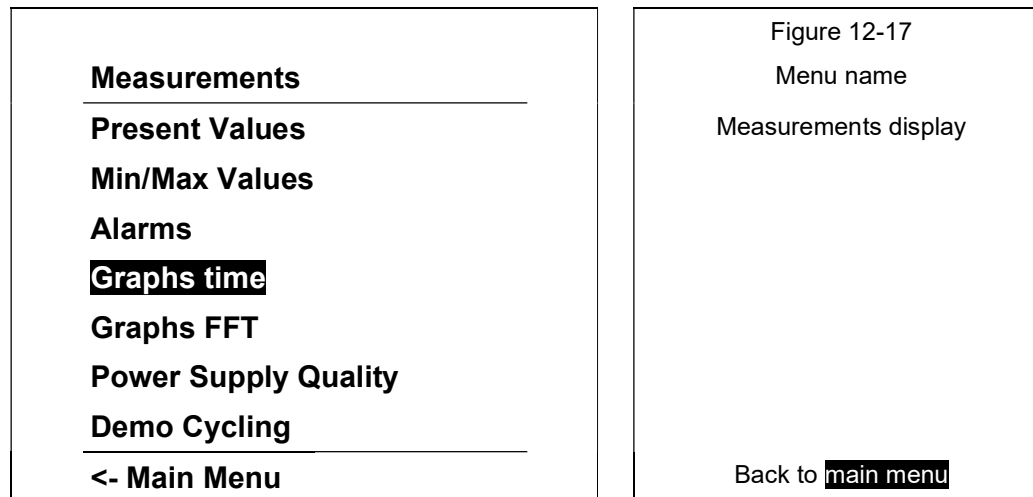 Measurements
Present Values
Min/Max Values
Alarms
Graphs time
Graphs FFT
Power Supply Quality
Demo Cycling
<- Main Menu
Figure 12-17
Menu name
Measurements display
Back to main menu